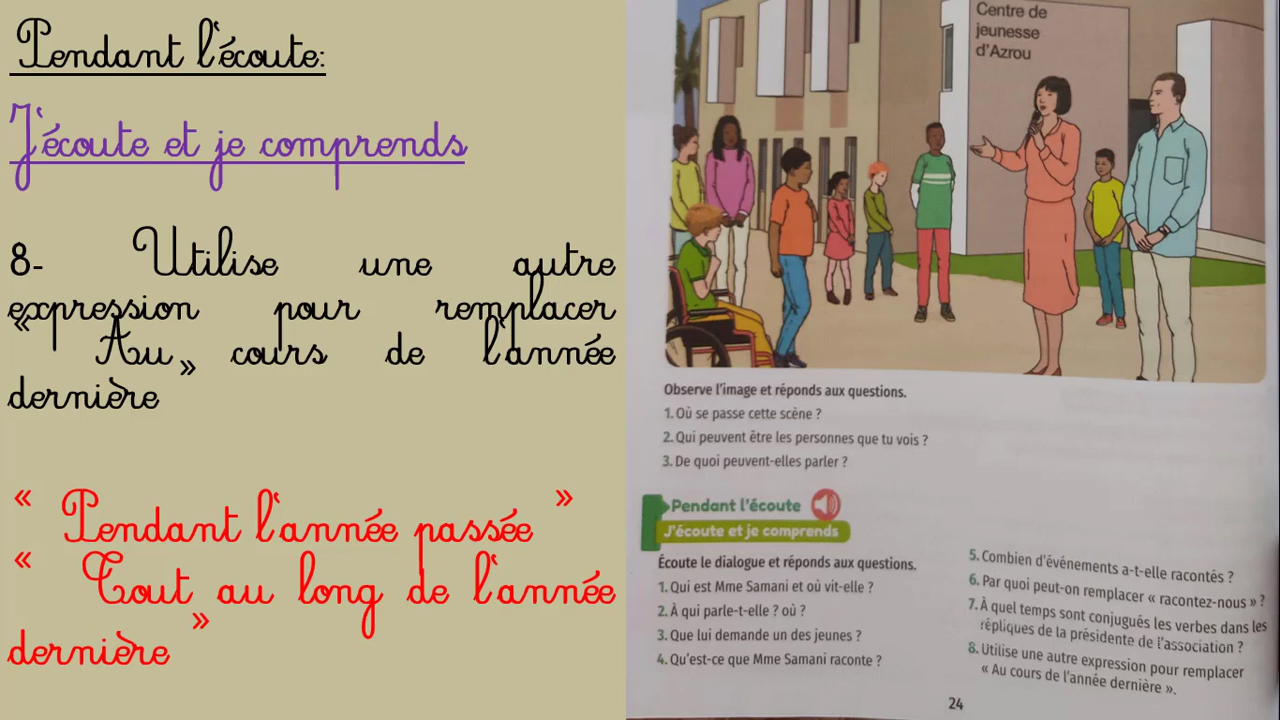 Pendant l'écoute:
J'écoute et je comprends
8- Utilise une autre
expression pour remplacer
« Au cours de l'année
dernière »
« Pendant l'année passée »
« Tout au long de l'année
dernière »
Centre de
jeunesse
d'Azrou
Observe l'image et réponds aux questions.
1. Où se passe cette scène ?
2. Qui peuvent être les personnes que tu vois ?
3. De quoi peuvent-elles parler ?
Pendant l'écoute
J'écoute et je comprends
Écoute le dialogue et réponds aux questions.
1. Qui est Mme Samani et où vit-elle ?
2. À qui parle-t-elle ? où ?
3. Que lui demande un des jeunes ?
4. Qu'est-ce que Mme Samani raconte ?
5. Combien d'événements a-t-elle racontés ?
6. Par quoi peut-on remplacer « racontez-nous » ?
7. À quel temps sont conjugués les verbes dans les
répliques de la présidente de l'association ?
8. Utilise une autre expression pour remplacer
« Au cours de l'année dernière ».
24